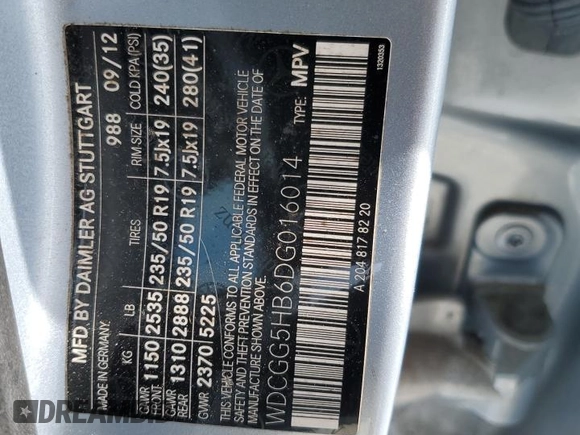 MFD. BY DAIMLER AG STUTTGART
MADE IN GERMANY 988 09/12
KG LB TIRES RIM SIZE COLD KPA (PSI)
GAWR FRONT 1150 2535 235/50 R19 7.5Jx19 240(35)
GAWR REAR 1310 2888 235/50 R19 7.5Jx19 280(41)
GVWR 2370 5225
THIS VEHICLE CONFORMS TO ALL APPLICABLE FEDERAL MOTOR VEHICLE
SAFETY AND THEFT PREVENTION STANDARDS IN EFFECT ON THE DATE OF
MANUFACTURE SHOWN ABOVE.
WDCGG5HB6DG016014 TYPE: MPV
A 204 817 82 20
1320353